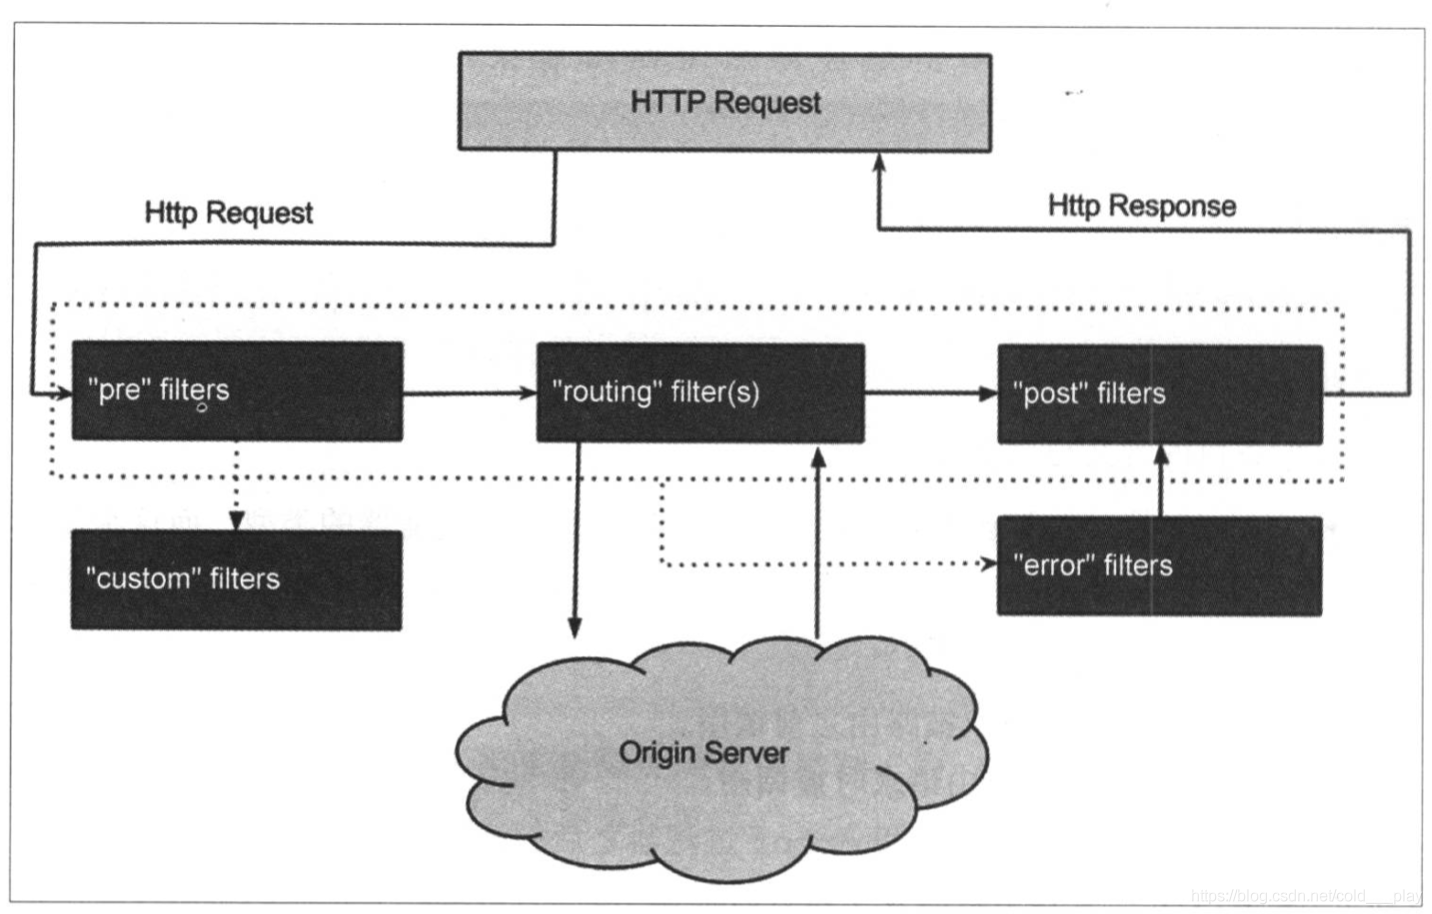 HTTP Request
Http Request
Http Response
"pre" filters
"routing" filter(s)
"post" filters
"custom" filters
"error" filters
Origin Server
https://blog.csdn.net/cold___play